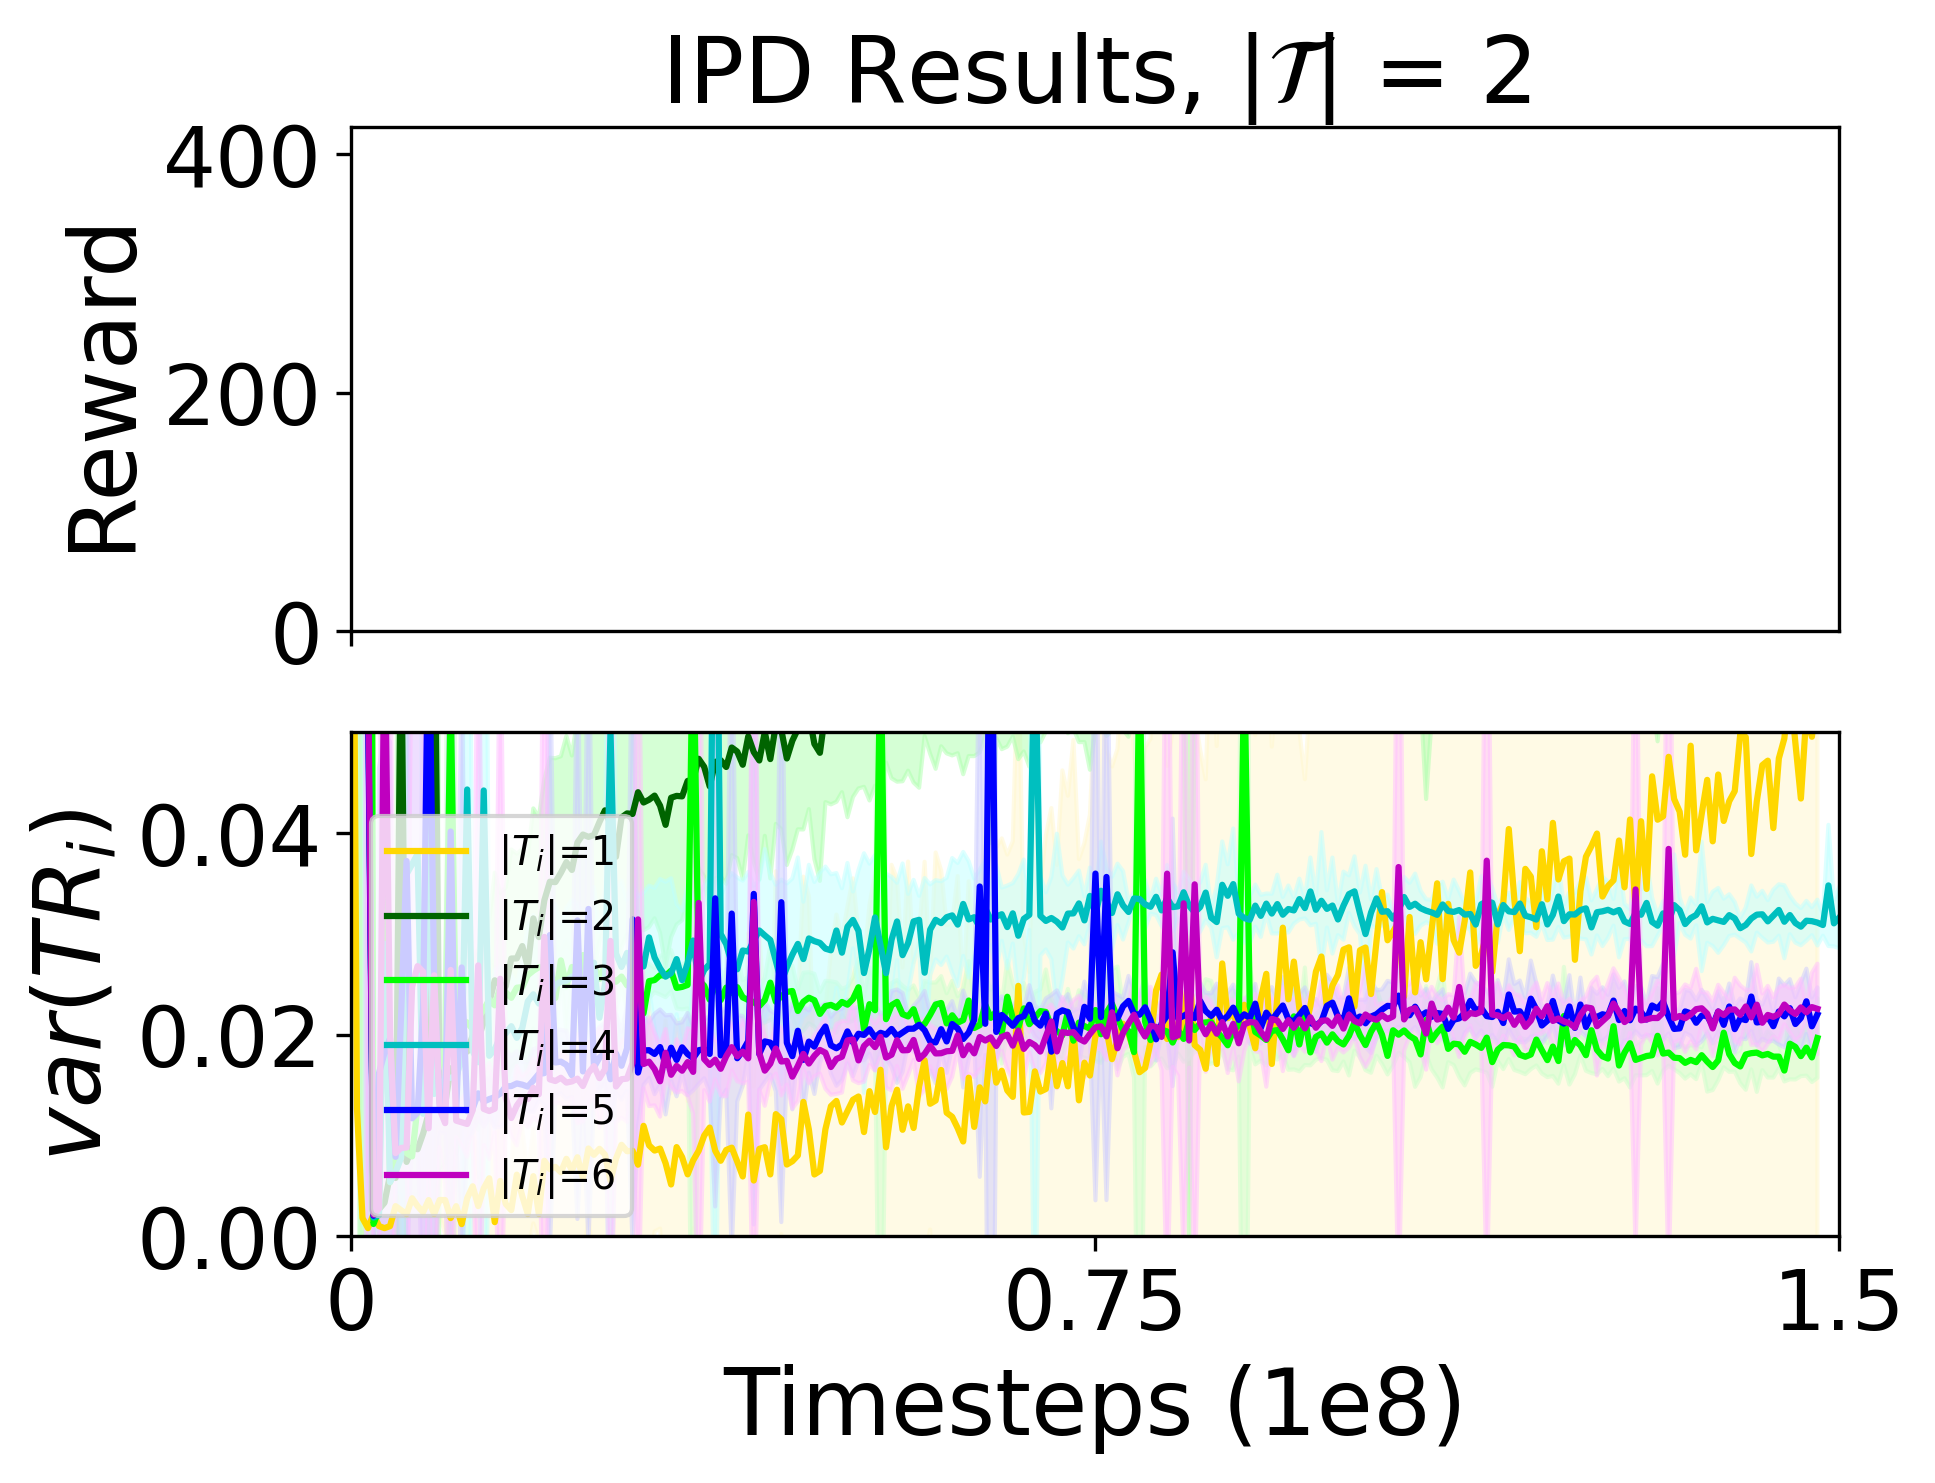 IPD Results, |𝒯| = 2
400
200
0
Reward
0.04
0.02
0.00
var(TRᵢ)
|Tᵢ|=1
|Tᵢ|=2
|Tᵢ|=3
|Tᵢ|=4
|Tᵢ|=5
|Tᵢ|=6
0 0.75 1.5
Timesteps (1e8)